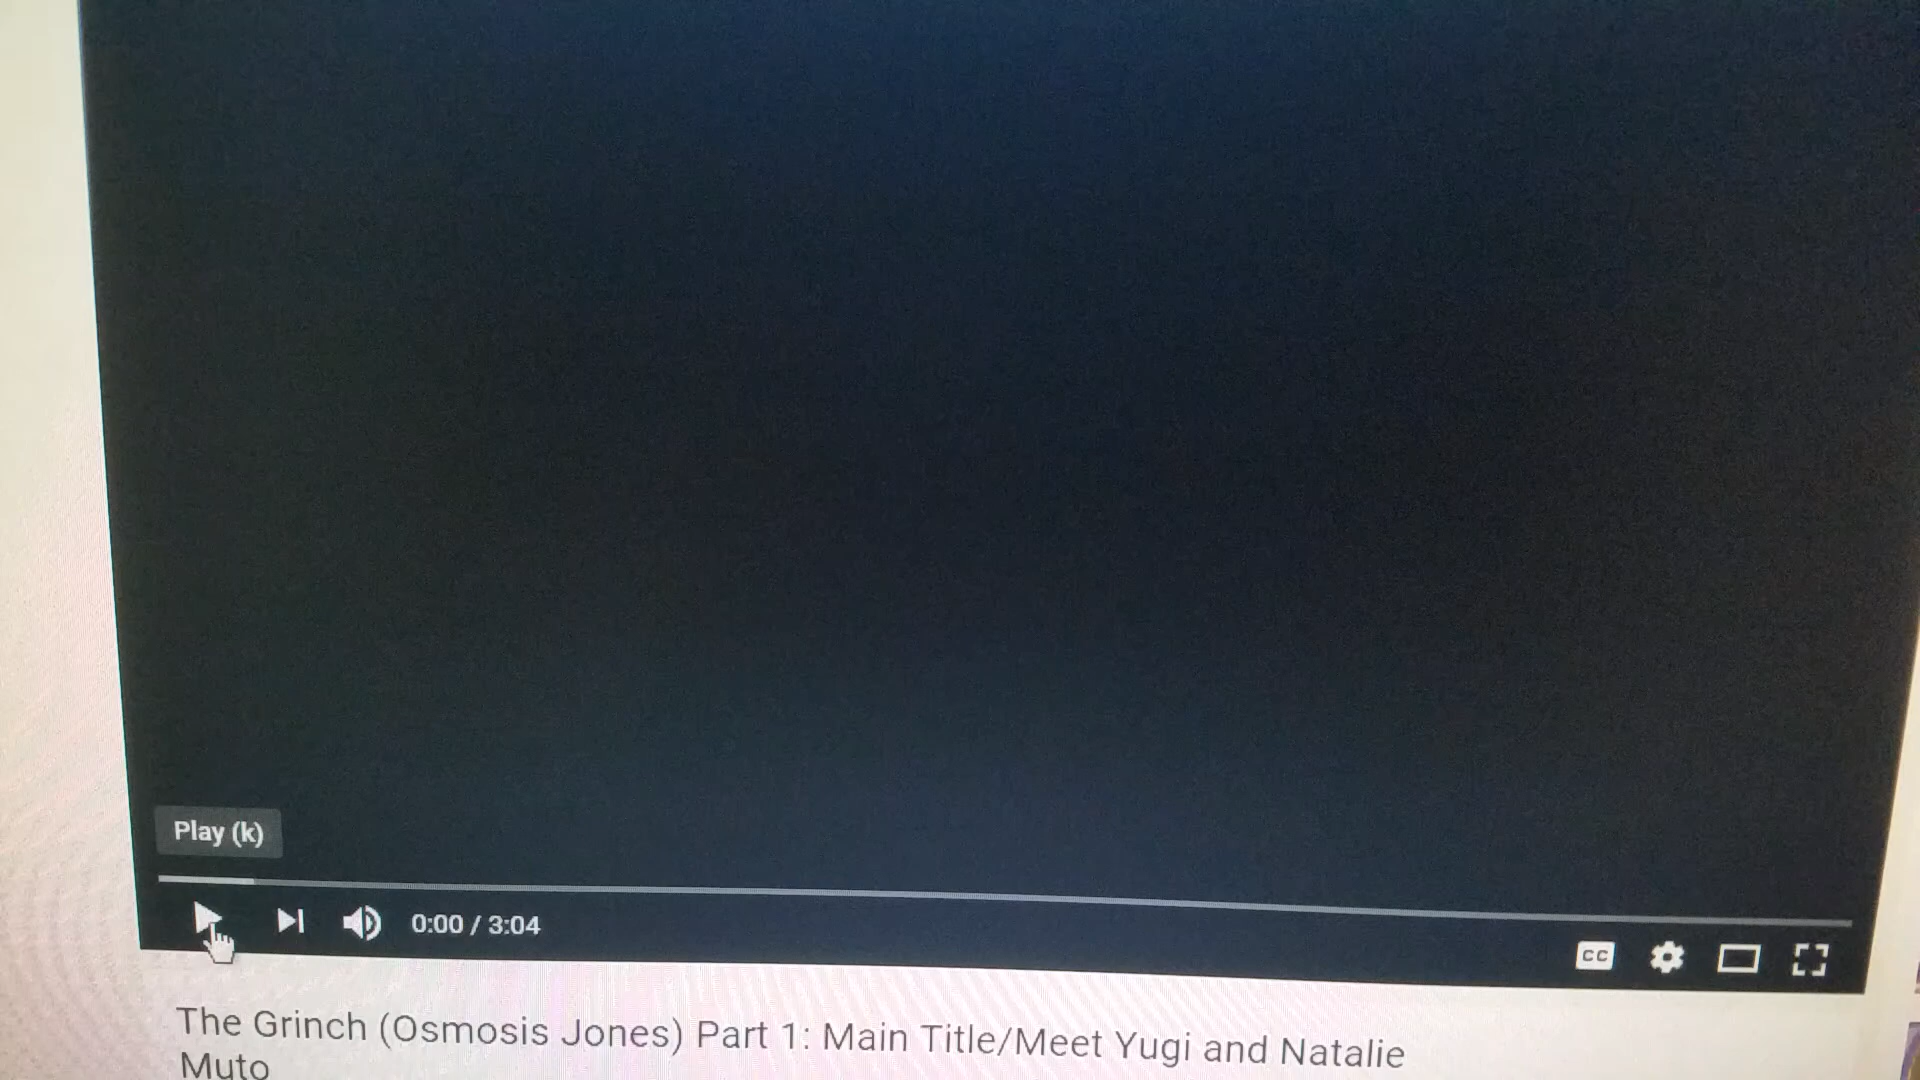 Play (k)
0:00 / 3:04
CC
The Grinch (Osmosis Jones) Part 1: Main Title/Meet Yugi and Natalie
Muto